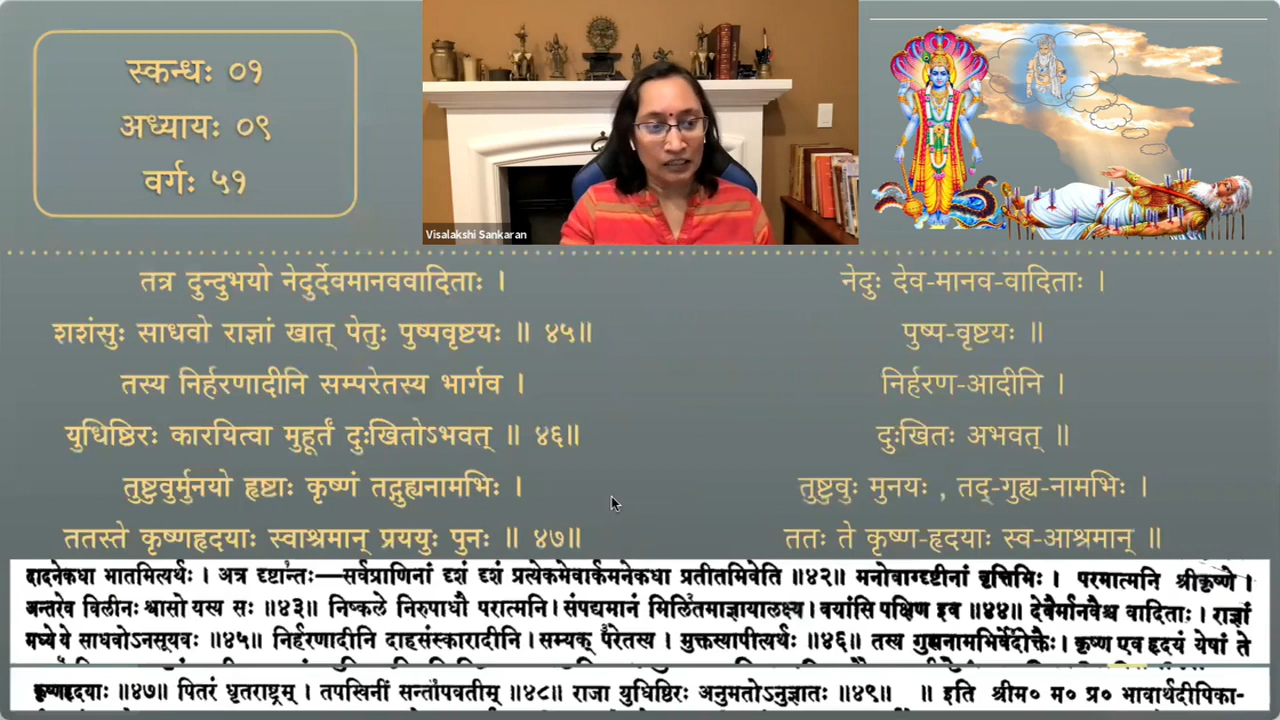 स्कन्धः ०१
अध्यायः ०९
वर्गः ५१
Visalakshi Sankaran
तत्र दुन्दुभयो नेदुर्देवमानववादिताः ।
शशंसुः साधवो राज्ञां खात् पेतुः पुष्पवृष्टयः ॥ ४५॥
तस्य निर्हरणादीनि सम्परेतस्य भार्गव ।
युधिष्ठिरः कारयित्वा मुहूर्तं दुःखितोऽभवत् ॥ ४६॥
तुष्टुवुर्मुनयो हृष्टाः कृष्णं तद्गुह्यनामभिः ।
ततस्ते कृष्णहृदयाः स्वाश्रमान् प्रययुः पुनः ॥ ४७॥
नेदुः देव-मानव-वादिताः ।
पुष्प-वृष्टयः ॥
निर्हरण-आदीनि ।
दुःखितः अभवत् ॥
तुष्टुवुः मुनयः , तद्-गुह्य-नामभिः ।
ततः ते कृष्ण-हृदयाः स्व-आश्रमान् ॥
दादनेकधा भातमित्यर्थः । अत्र दृष्टान्तः—सर्वप्राणिनां दृशं दृशं प्रत्येकमेवार्कमनेकधा प्रतीतमिवेति ॥४२॥ मनोवाग्दृष्टीनां वृत्तिभिः । परमात्मनि श्रीकृष्णे ।
अन्तरेव विलीनः श्वासो यस्य सः ॥४३॥ निष्कले निरुपाधौ परात्मनि । संपद्यमानं मिलितमाज्ञायालक्ष्य । वयांसि पक्षिण इव ॥४४॥ देवैर्मानवैश्च वादिताः । राज्ञां
मध्ये ये साधवोऽनसूयवः ॥४५॥ निर्हरणादीनि दाहसंस्कारादीनि । सम्यक् परेतस्य । मुक्तस्यापीत्यर्थः ॥४६॥ तस्य गुह्यनामभिर्वेदोक्तैः । कृष्ण एव हृदयं येषां ते
कृष्णहृदयाः ॥४७॥ पितरं धृतराष्ट्रम् । तपस्विनीं सन्तापवतीम् ॥४८॥ राजा युधिष्ठिरः अनुमतोऽनुज्ञातः ॥४९॥ ॥ इति श्रीम० म० प्र० भावार्थदीपिका-